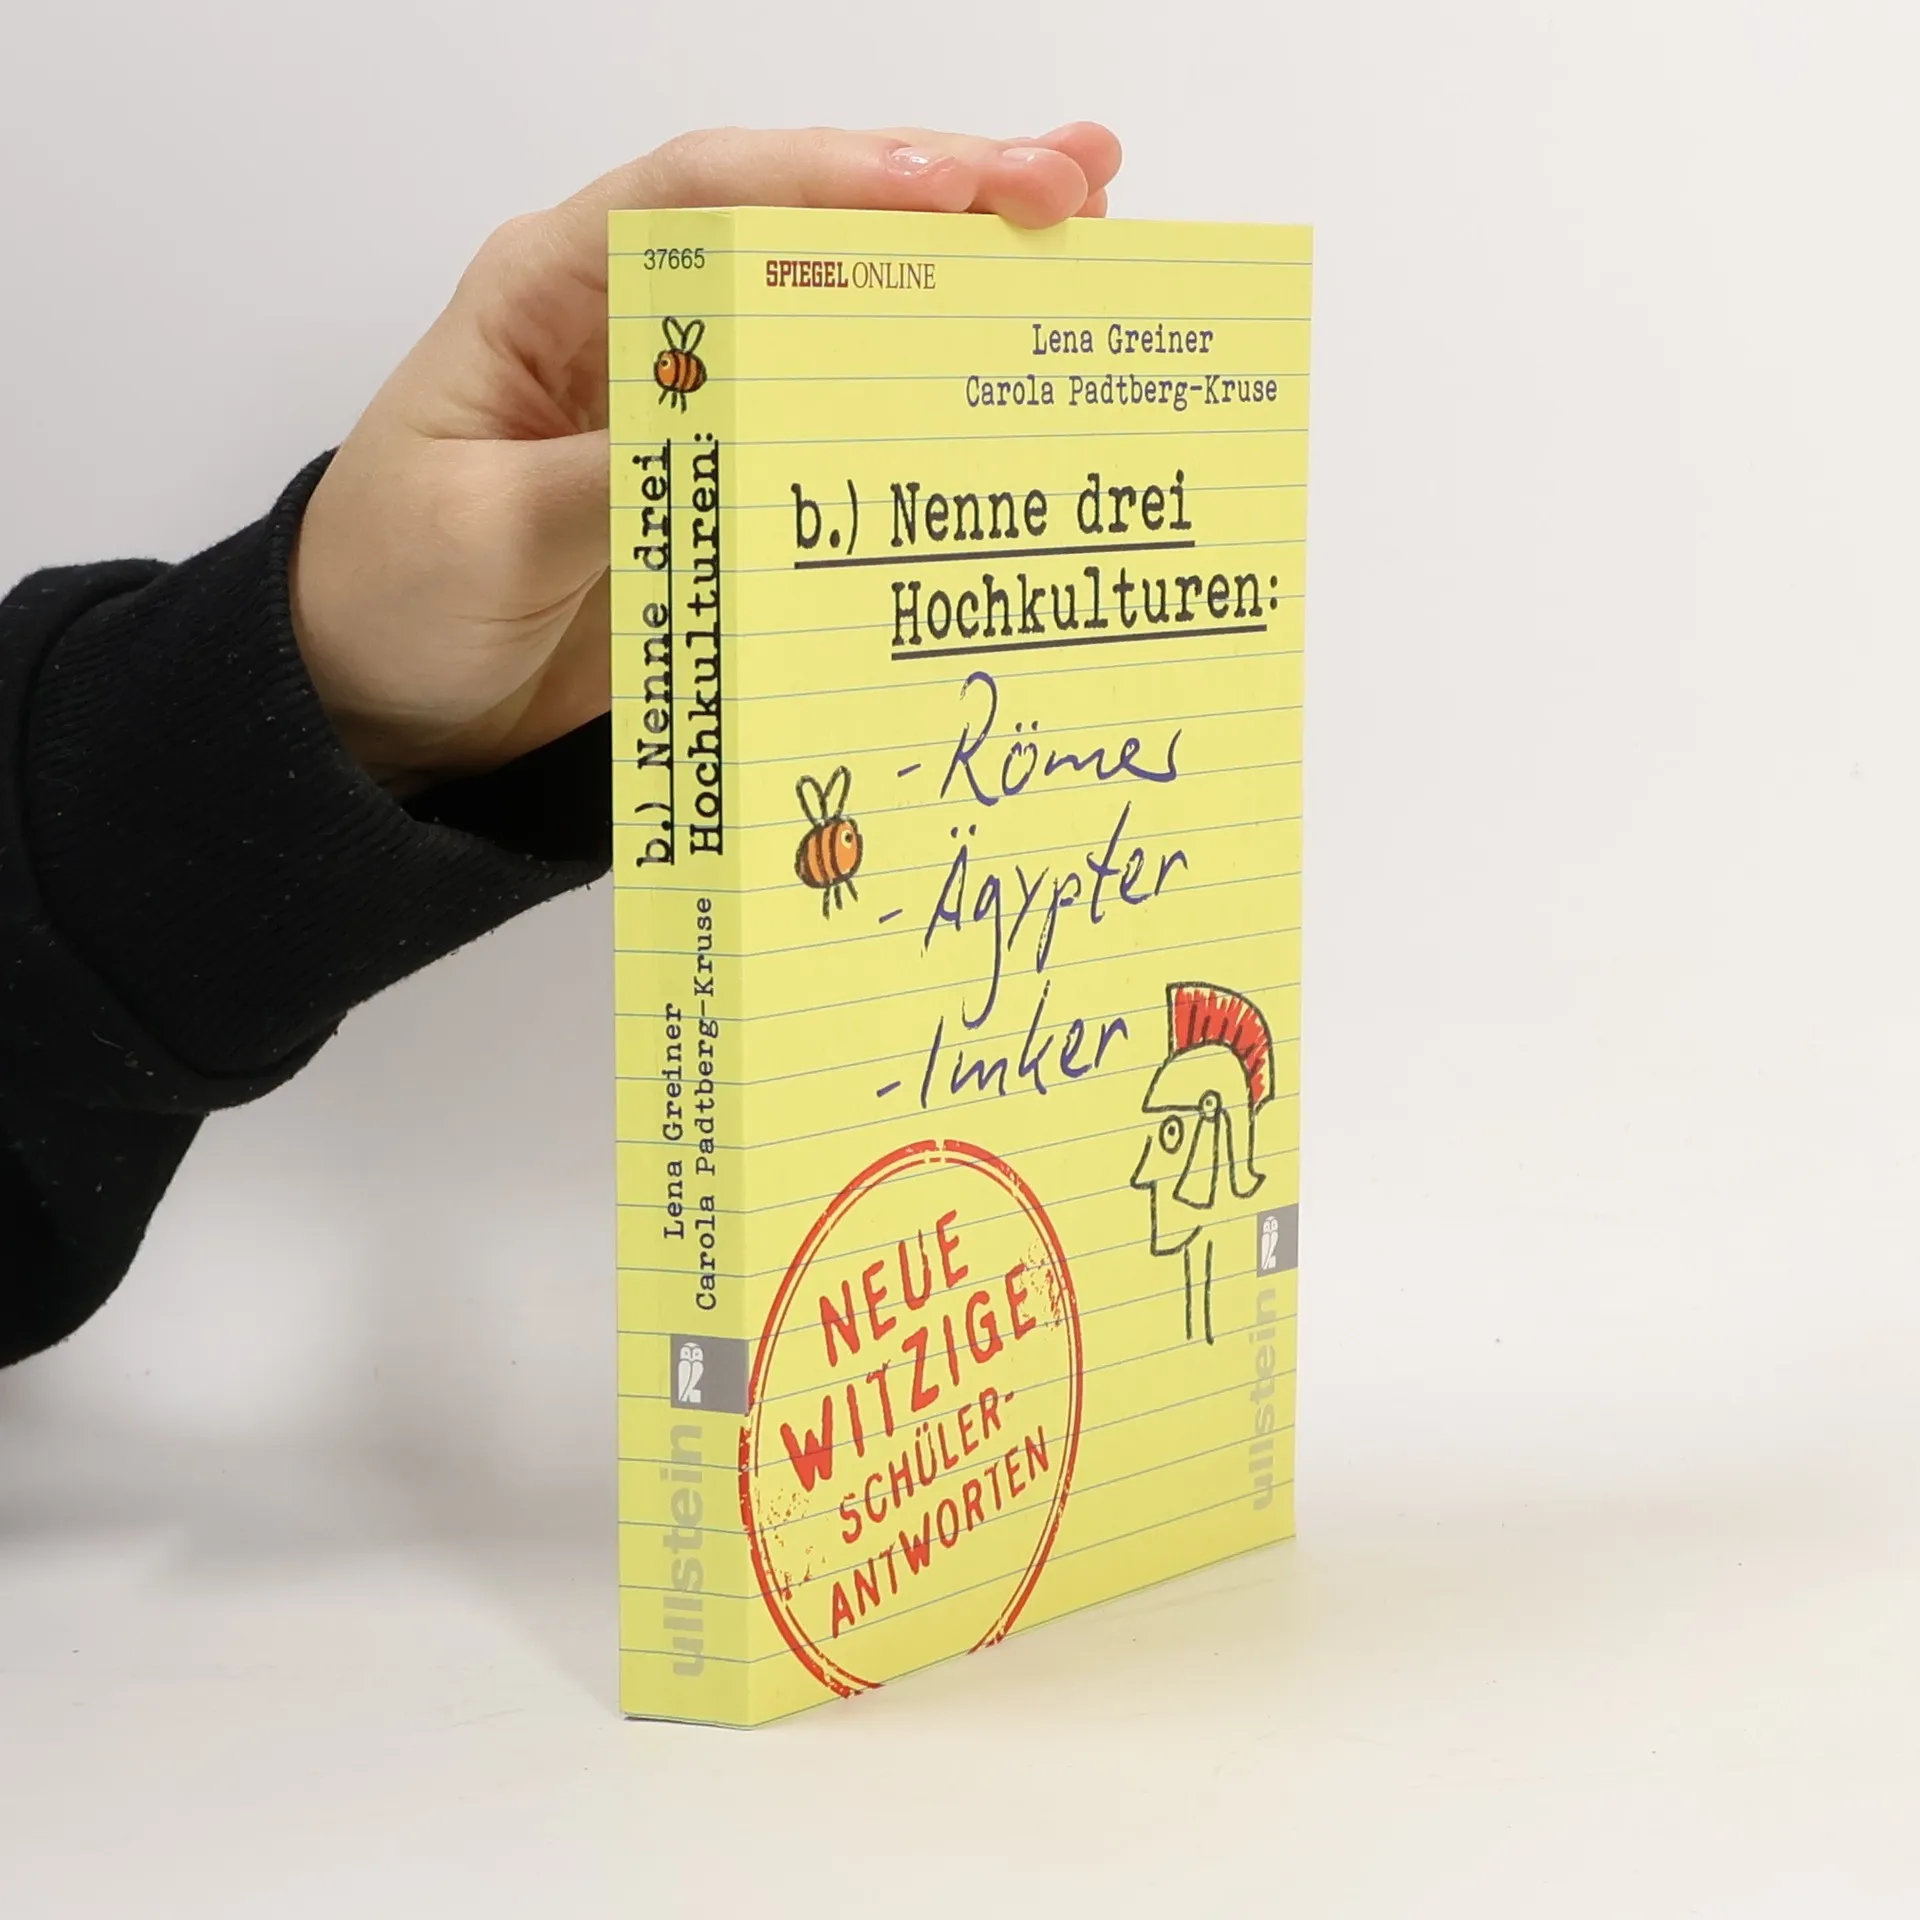 37665
b.) Nenne drei
Hochkulturen:
Lena Greiner
Carola Padtberg-Kruse
ullstein
SPIEGEL ONLINE
Lena Greiner
Carola Padtberg-Kruse
b.) Nenne drei
Hochkulturen:
- Römer
- Ägypter
- Imker
NEUE
WITZIGE
SCHÜLER-
ANTWORTEN
ullstein